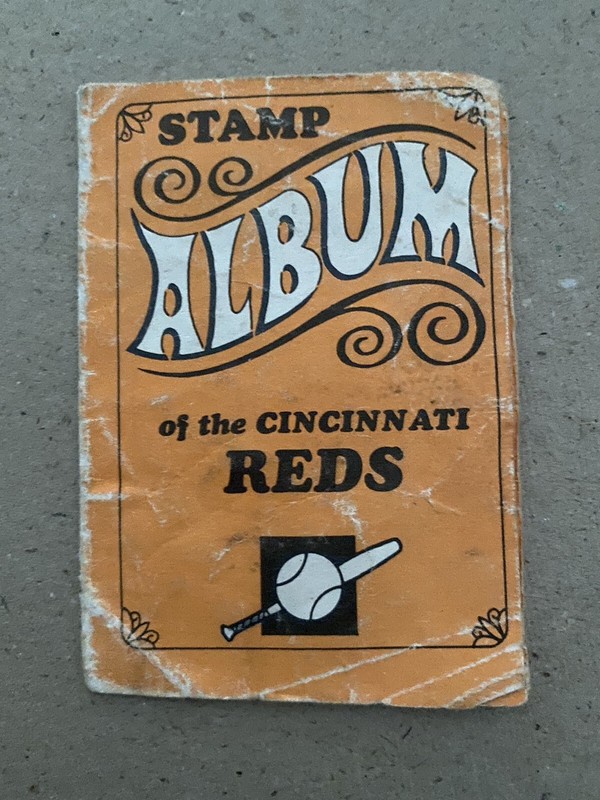 STAMP
ALBUM
of the CINCINNATI
REDS